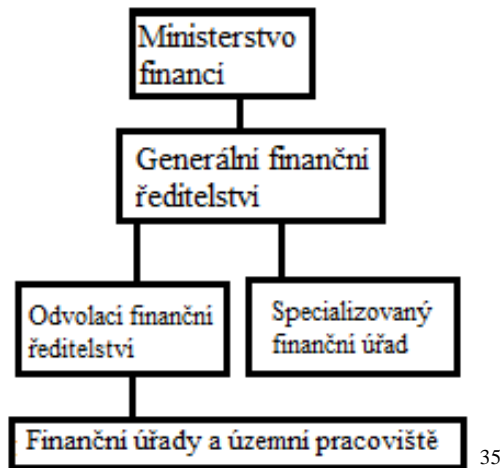 Ministerstvo
financí
Generální finanční
ředitelství
Odvolací finanční
ředitelství
Specializovaný
finanční úřad
Finanční úřady a územní pracoviště
35